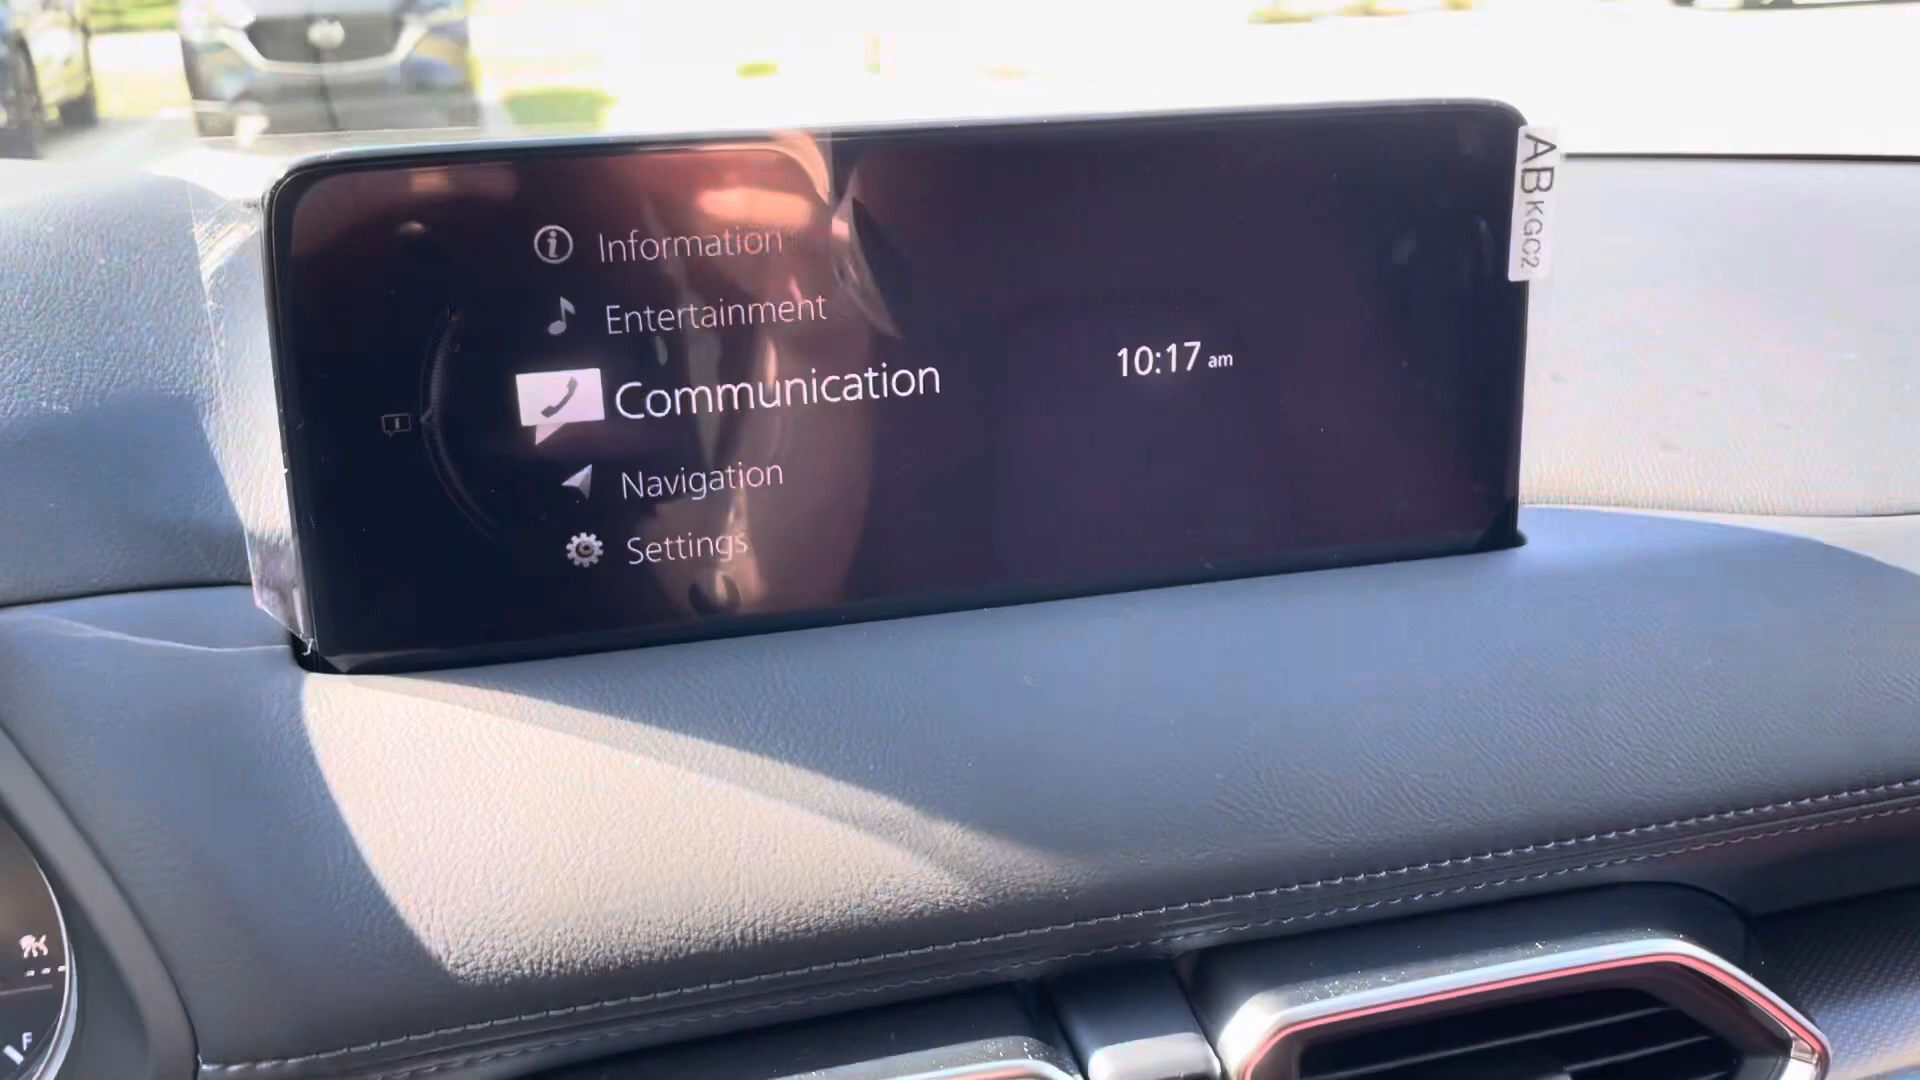 Information
Entertainment
Communication
Navigation
Settings
10:17 am
AB KGC2
F